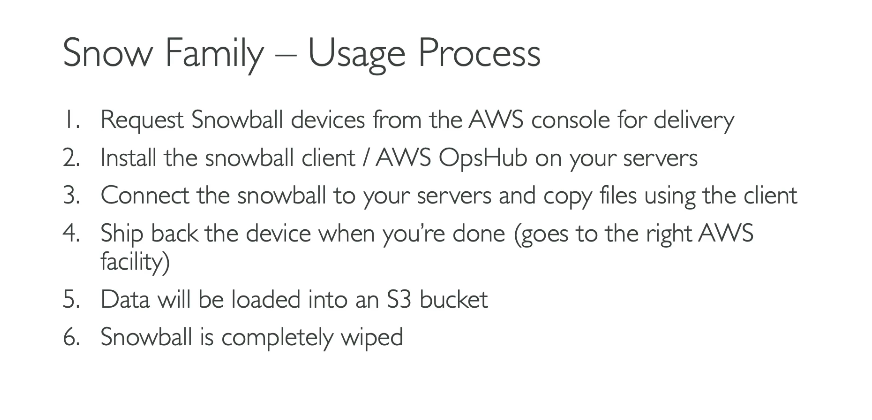 Snow Family – Usage Process
1. Request Snowball devices from the AWS console for delivery
2. Install the snowball client / AWS OpsHub on your servers
3. Connect the snowball to your servers and copy files using the client
4. Ship back the device when you're done (goes to the right AWS
facility)
5. Data will be loaded into an S3 bucket
6. Snowball is completely wiped